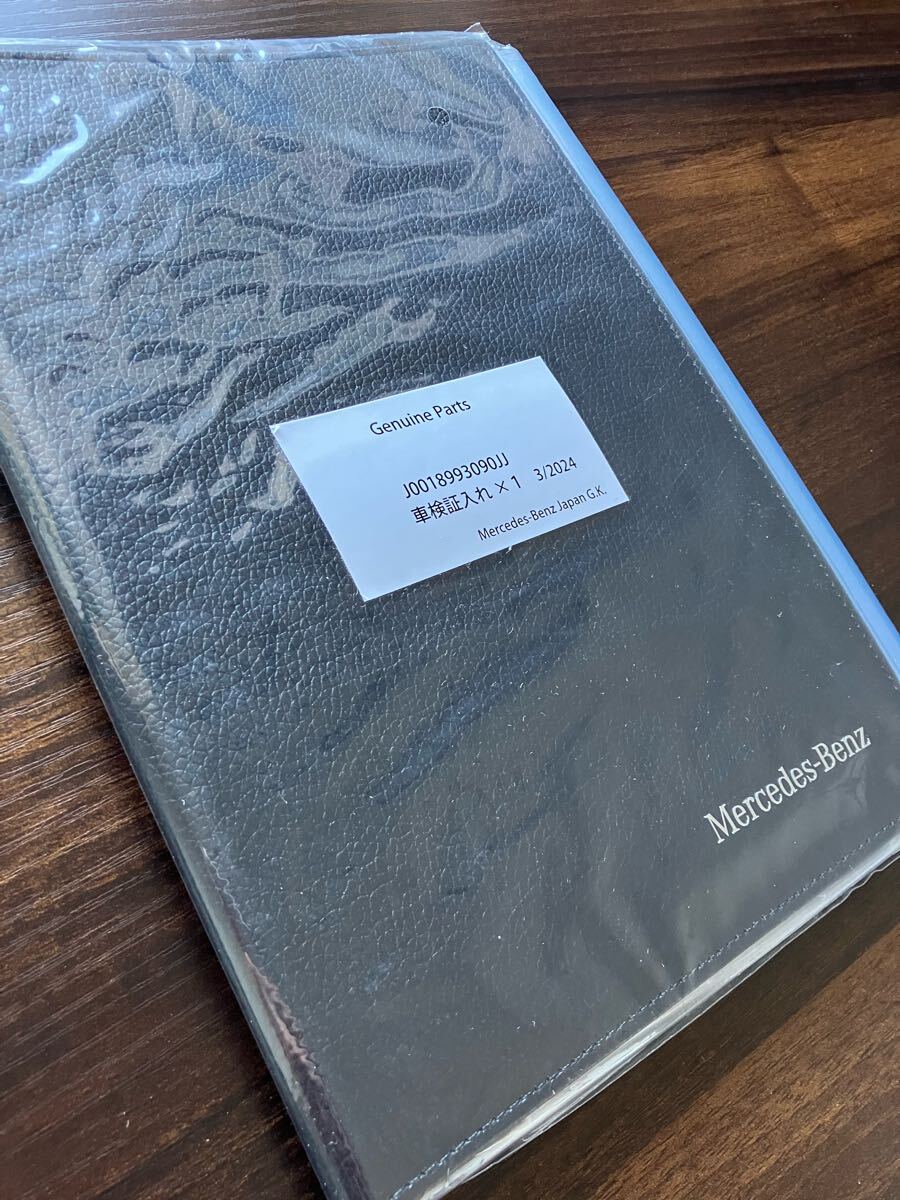 Genuine Parts
J0018993090JJ
車検証入れ×1 3/2024
Mercedes-Benz Japan G.K.
Mercedes-Benz